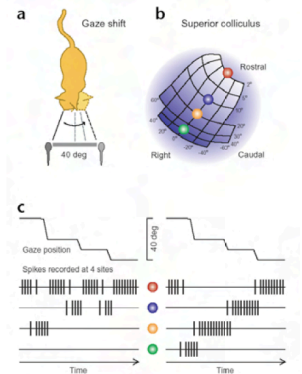 a
Gaze shift
40 deg
b
Superior colliculus
Rostral
Right
Caudal
c
Gaze position
40 deg
Spikes recorded at 4 sites
Time
Time